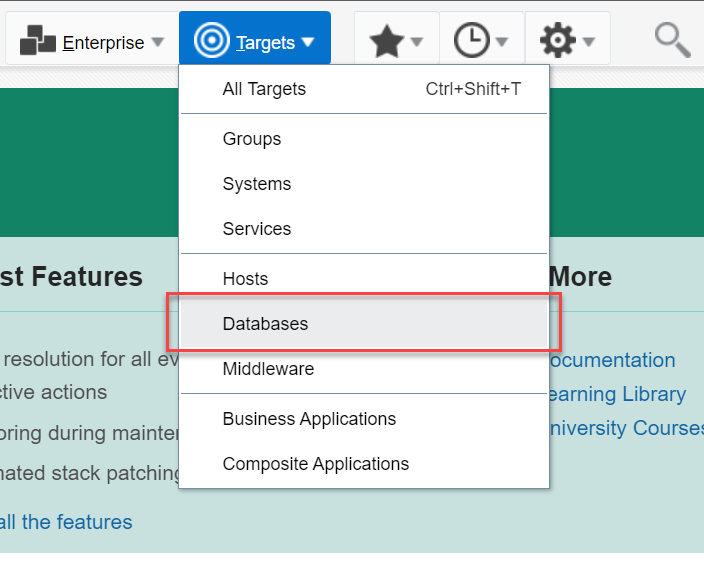 Enterprise
Targets
All Targets Ctrl+Shift+T
Groups
Systems
Services
Hosts
Databases
Middleware
Business Applications
Composite Applications
st Features
resolution for all ev
ctive actions
oring during mainter
nated stack patching
all the features
More
ocumentation
earning Library
niversity Courses